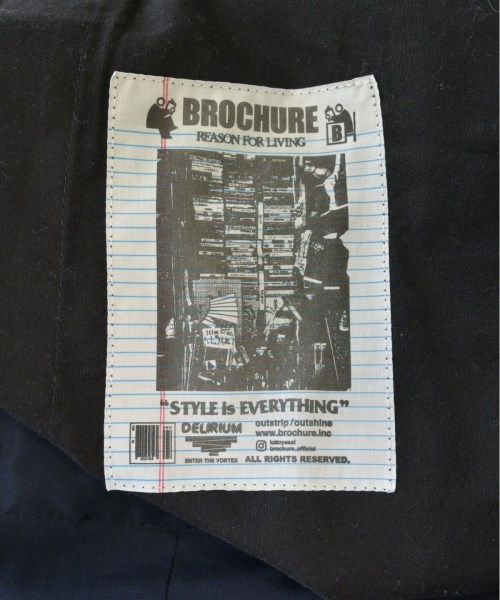 BROCHURE
REASON FOR LIVING
B
"STYLE is EVERYTHING"
DELIRIUM
ENTER THE VORTEX
outstrip/outshine
www.brochure.inc
brochure_official
ALL RIGHTS RESERVED.